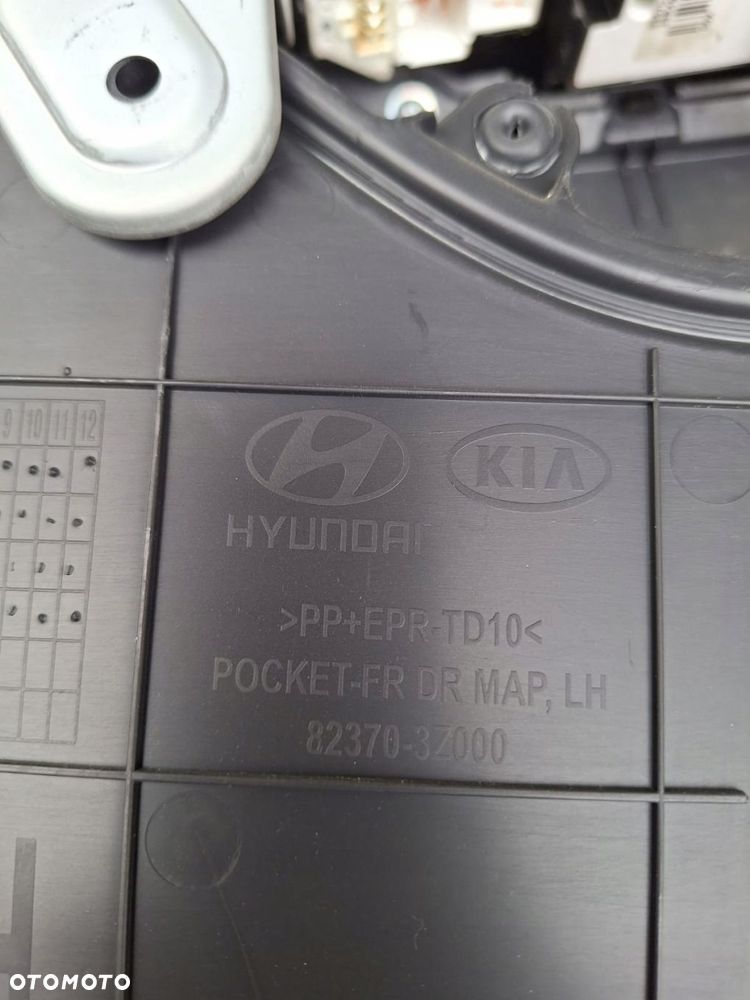 9 10 11 12
KIA
HYUNDAI
>PP+EPR-TD10<
POCKET-FR DR MAP, LH
82370-3Z000
OTOMOTO